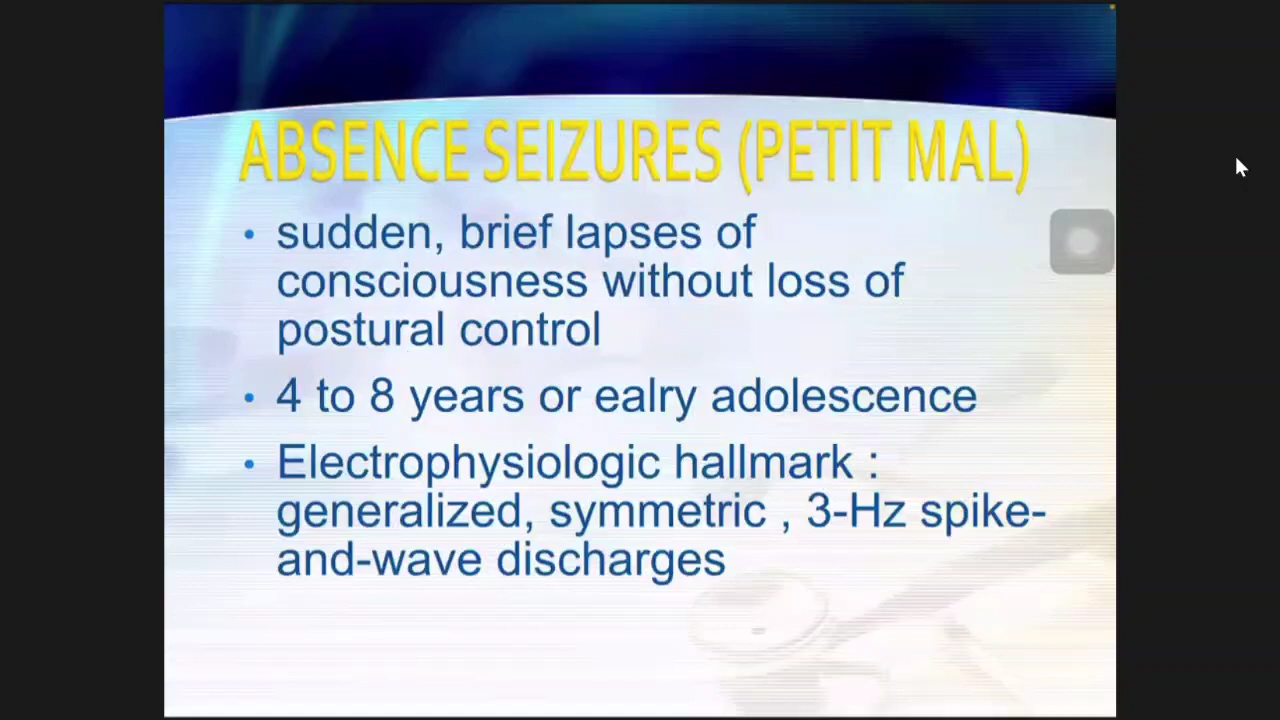 ABSENCE SEIZURES (PETIT MAL)
• sudden, brief lapses of
consciousness without loss of
postural control
• 4 to 8 years or ealry adolescence
• Electrophysiologic hallmark :
generalized, symmetric , 3-Hz spike-
and-wave discharges